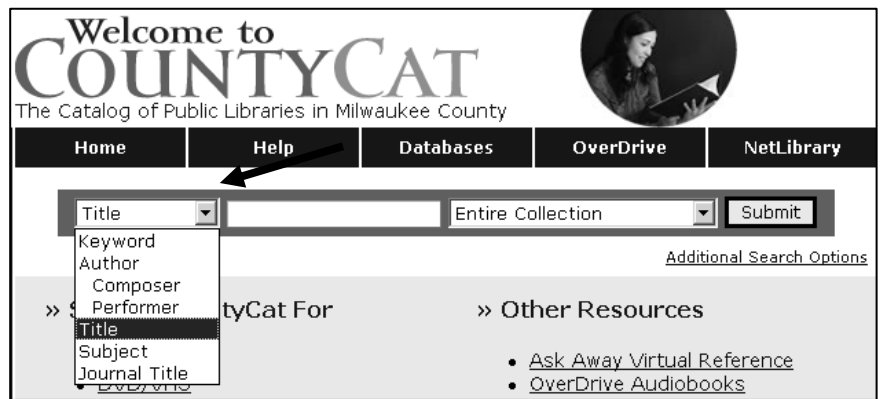 Welcome to
COUNTYCAT
The Catalog of Public Libraries in Milwaukee County
Home Help Databases OverDrive NetLibrary
Title Entire Collection Submit
Keyword
Author
Composer
Performer
Title
Subject
Journal Title
Additional Search Options
» tyCat For
» Other Resources
• DVD/VHS
• Ask Away Virtual Reference
• OverDrive Audiobooks